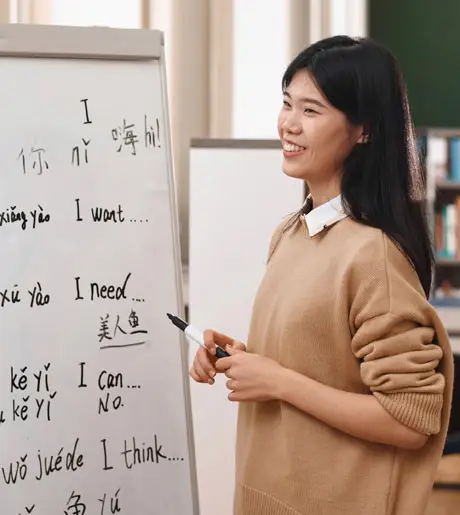 I
你 nǐ 嗨 hi!
xiǎng yào I want ....
xū yào I need....
美人鱼
kě yǐ I can...
kě yǐ No.
wǒ juéde I think....
鱼 yú